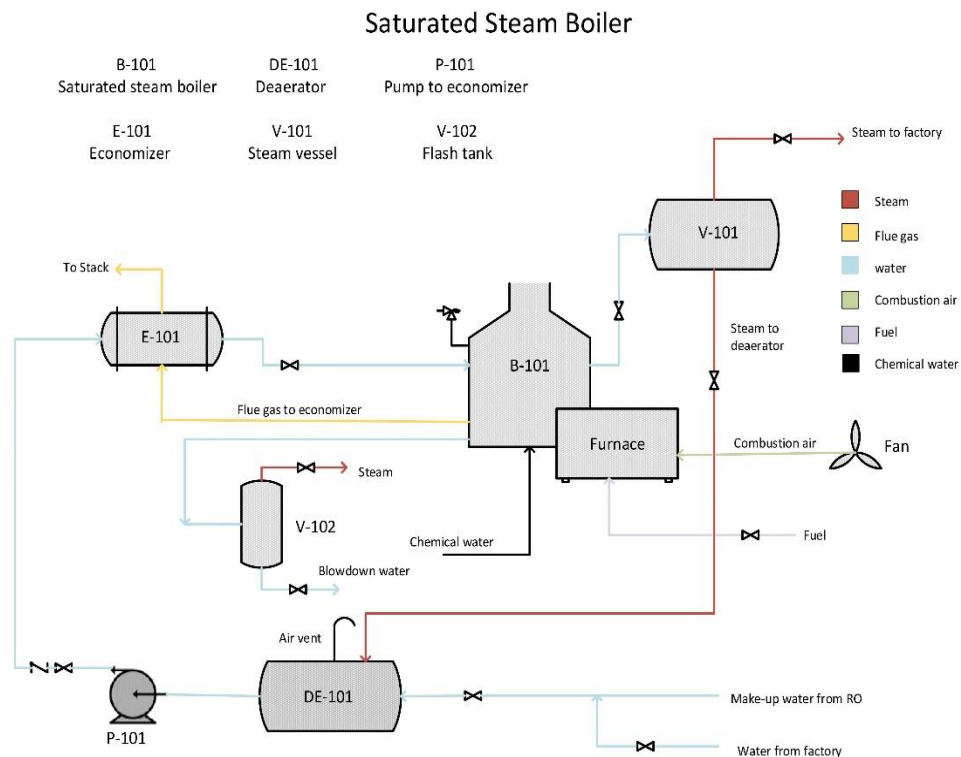 Saturated Steam Boiler
B-101
Saturated steam boiler
DE-101
Deaerator
P-101
Pump to economizer
E-101
Economizer
V-101
Steam vessel
V-102
Flash tank
Steam to factory
Steam
Flue gas
water
Combustion air
Fuel
Chemical water
V-101
To Stack
E-101
B-101
Steam to
deaerator
Flue gas to economizer
Furnace
Combustion air
Fan
Steam
V-102
Chemical water
Fuel
Blowdown water
Air vent
DE-101
P-101
Make-up water from RO
Water from factory